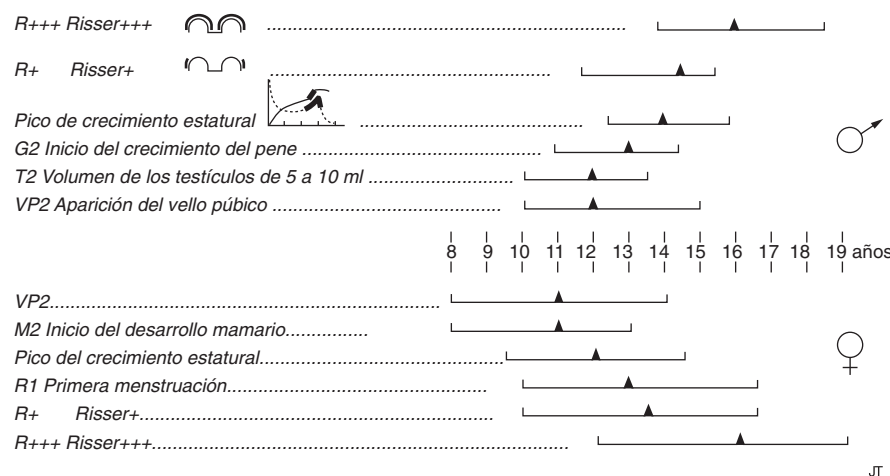 R+++ Risser+++ ............................................................
R+ Risser+ ............................................................
Pico de crecimiento estatural ..............................................
G2 Inicio del crecimiento del pene ..............................................
T2 Volumen de los testículos de 5 a 10 ml ..............................
VP2 Aparición del vello púbico ..............................................
8 9 10 11 12 13 14 15 16 17 18 19 años
VP2..............................................................................
M2 Inicio del desarrollo mamario................
Pico del crecimiento estatural..................................................
R1 Primera menstruación....................................................
R+ Risser+......................................................................
R+++ Risser+++..............................................................................
JT